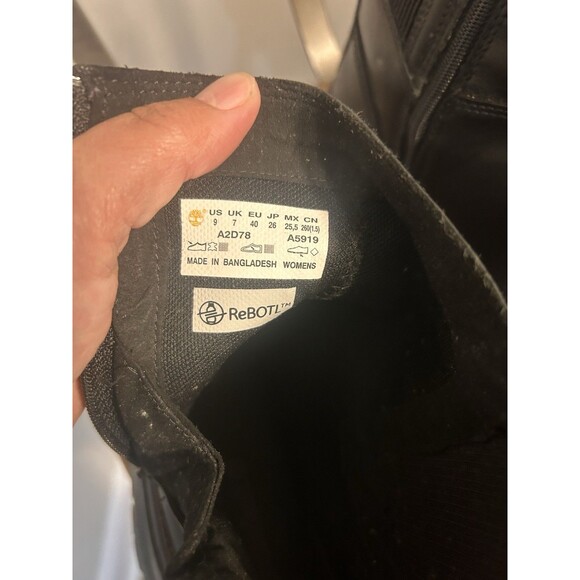 US UK EU JP MX CN
9 7 40 26 25,5 260(1.5)
A2D78 A5919
MADE IN BANGLADESH WOMENS
ReBOTL™